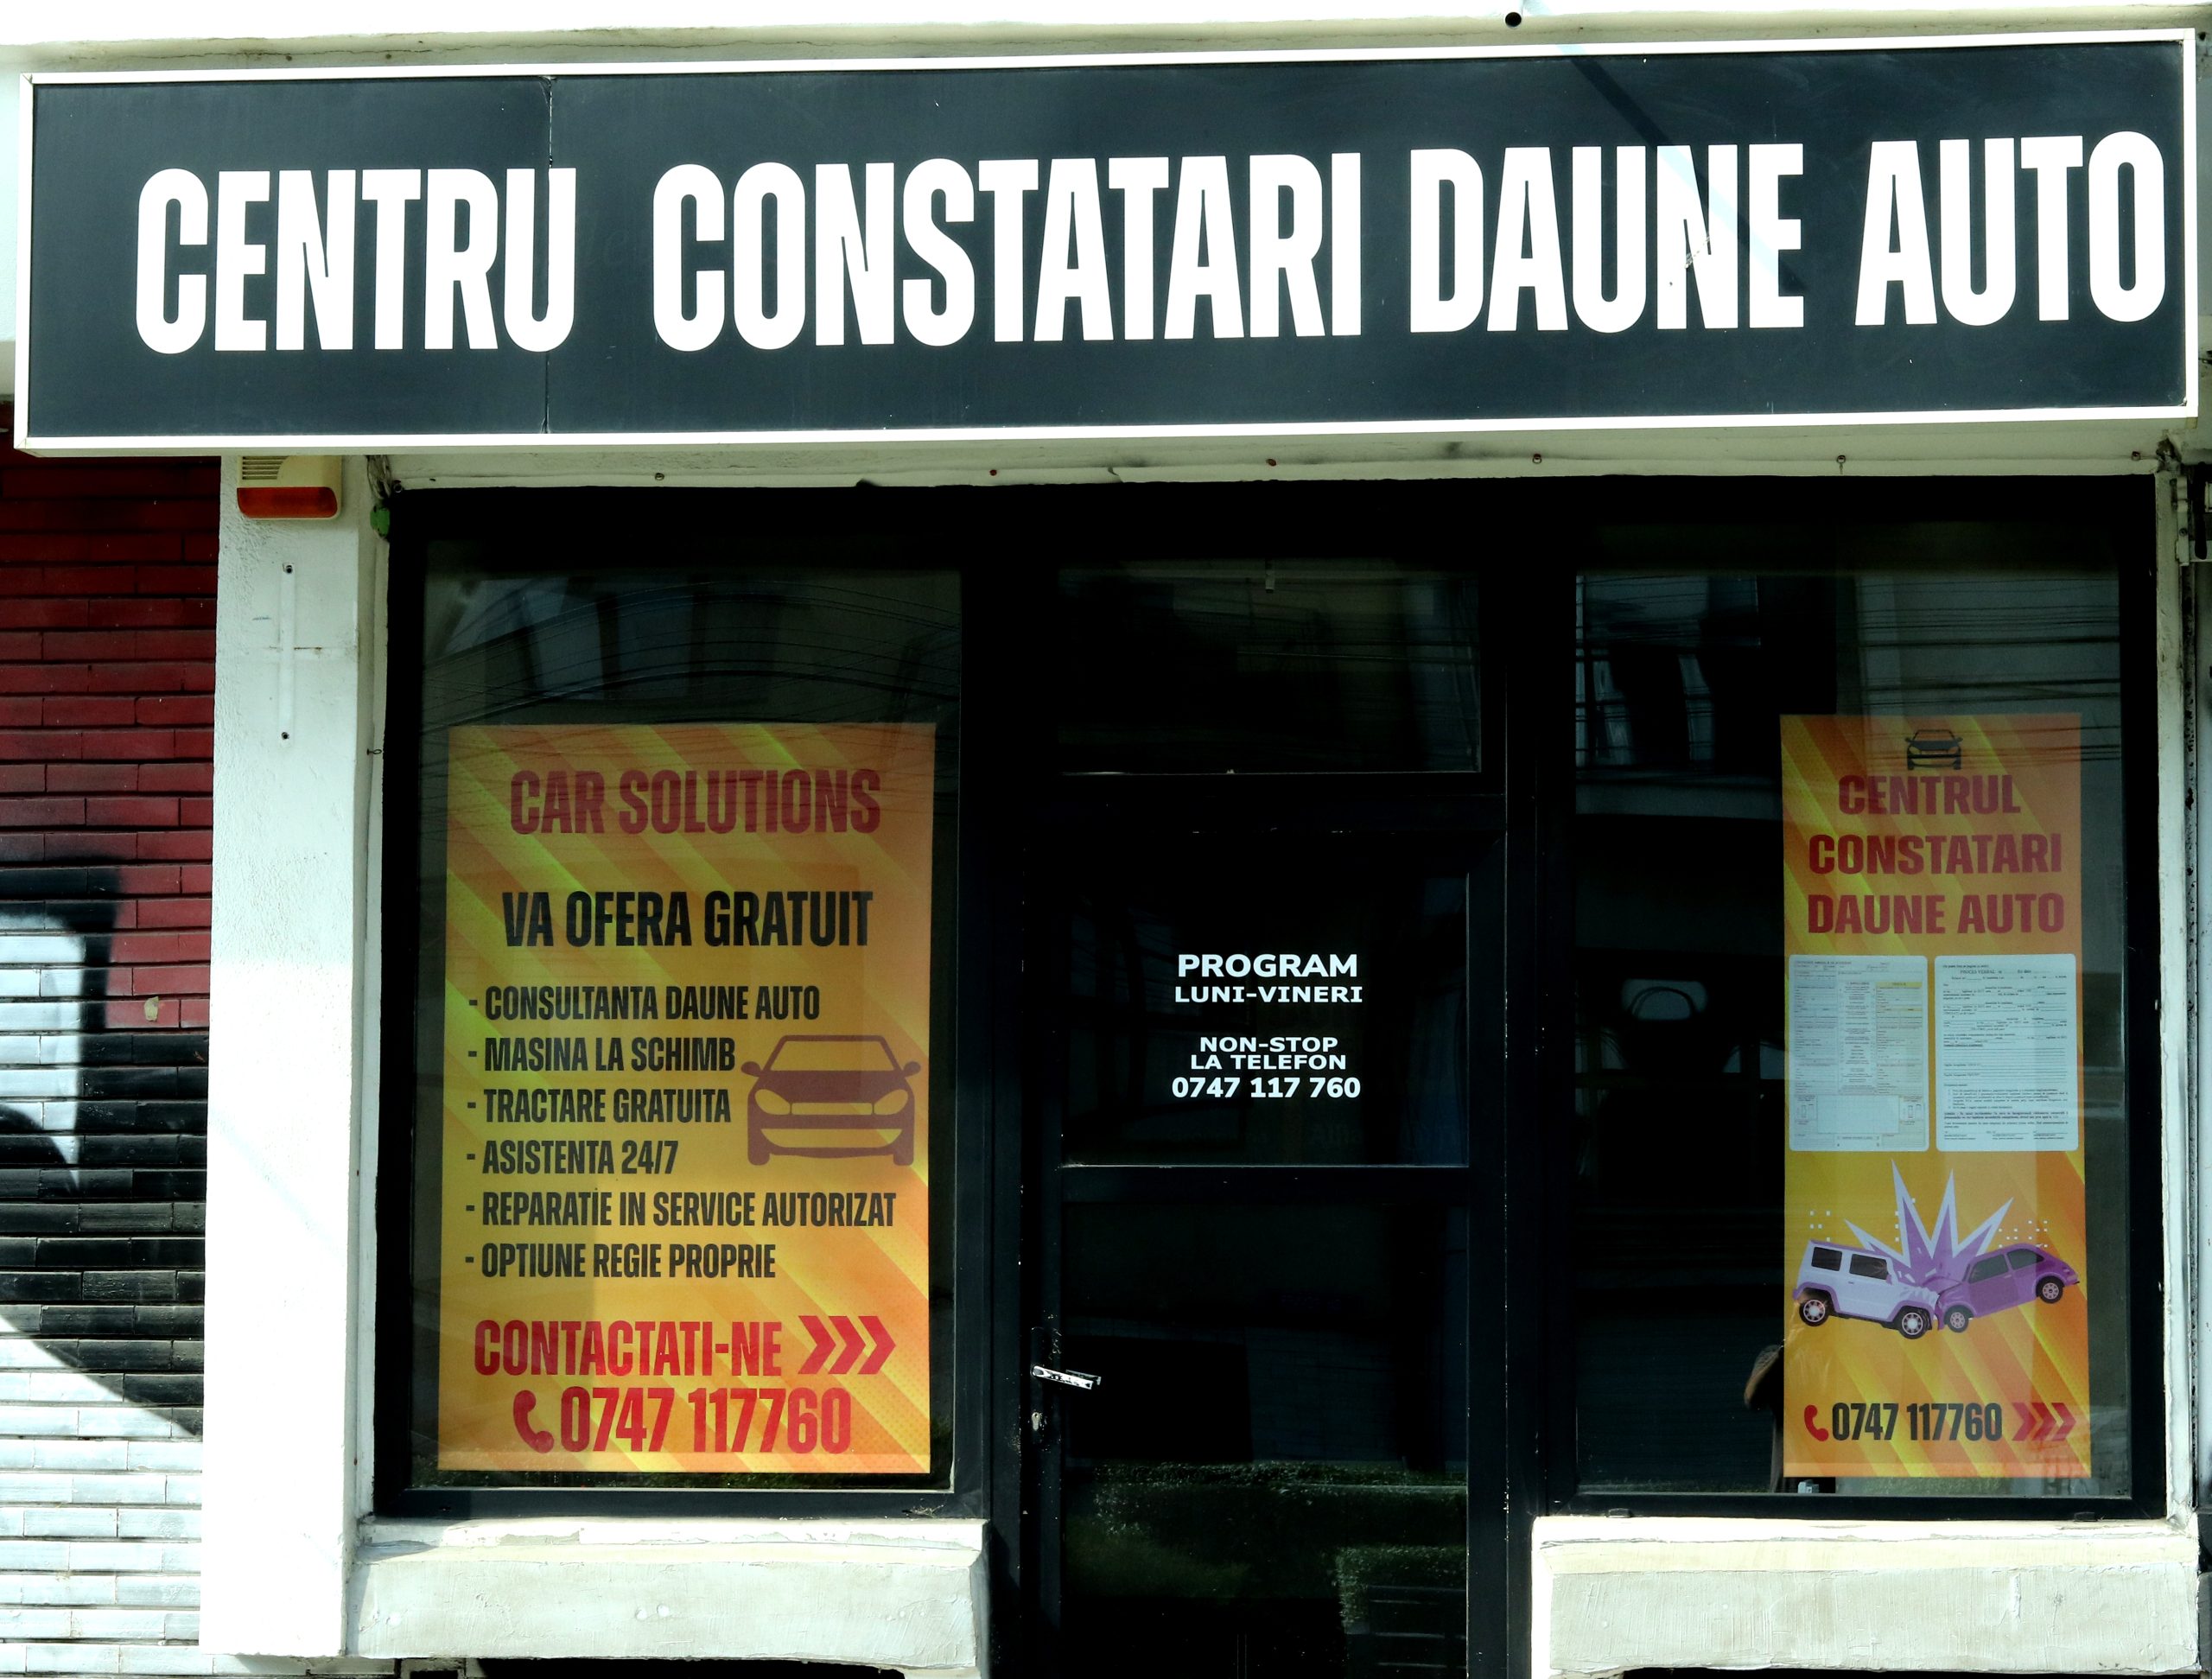 CENTRU CONSTATARI DAUNE AUTO
CAR SOLUTIONS
VA OFERA GRATUIT
- CONSULTANTA DAUNE AUTO
- MASINA LA SCHIMB
- TRACTARE GRATUITA
- ASISTENTA 24/7
- REPARATIE IN SERVICE AUTORIZAT
- OPTIUNE REGIE PROPRIE
CONTACTATI-NE
0747 117760
PROGRAM
LUNI-VINERI
NON-STOP
LA TELEFON
0747 117 760
CENTRUL
CONSTATARI
DAUNE AUTO
0747 117760